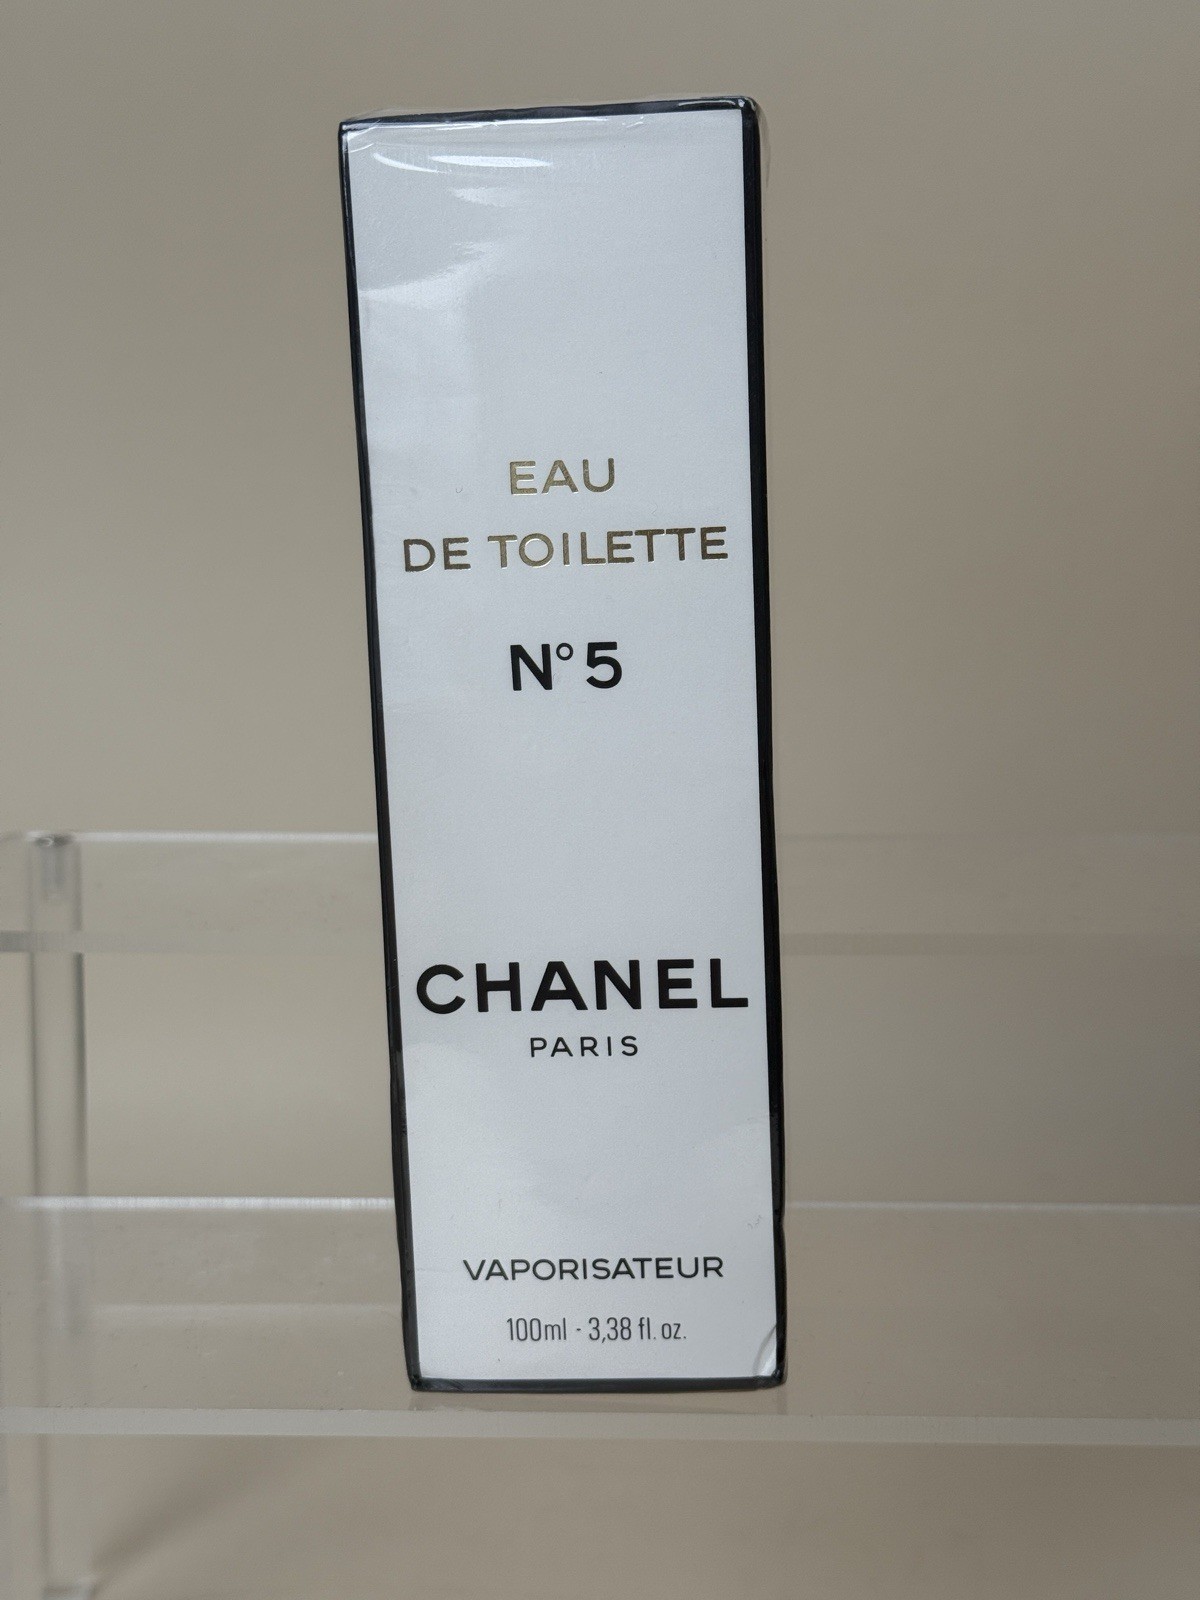 EAU
DE TOILETTE
N°5
CHANEL
PARIS
VAPORISATEUR
100ml - 3,38 fl. oz.